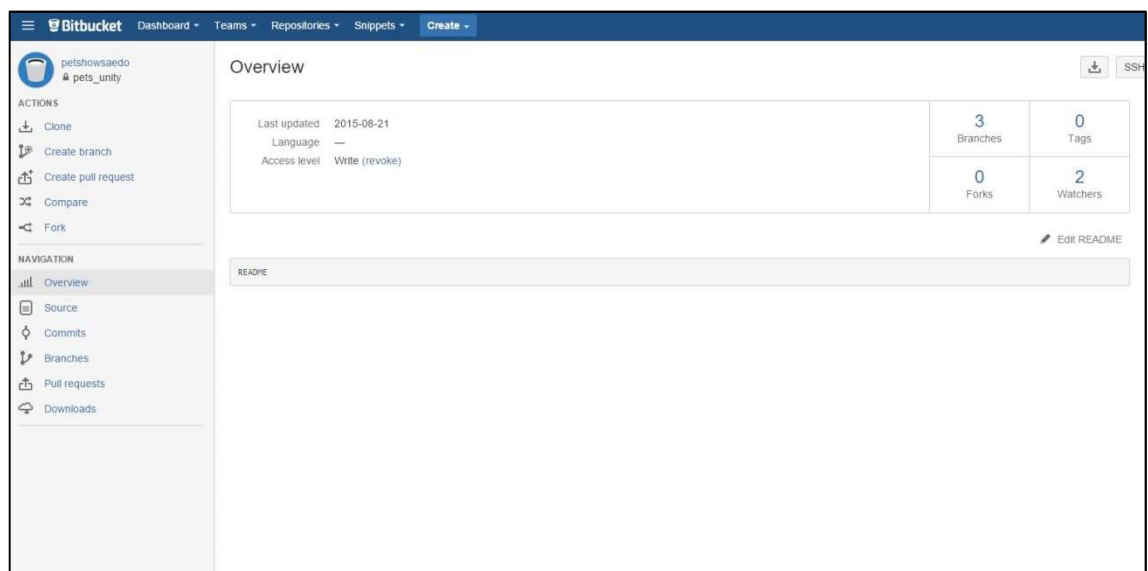 Bitbucket Dashboard Teams Repositories Snippets Create
petshowsaedo
pets_unity
ACTIONS
Clone
Create branch
Create pull request
Compare
Fork
NAVIGATION
Overview
Source
Commits
Branches
Pull requests
Downloads
Overview
SSH
Last updated 2015-08-21
Language —
Access level Write (revoke)
3
Branches
0
Tags
0
Forks
2
Watchers
Edit README
README